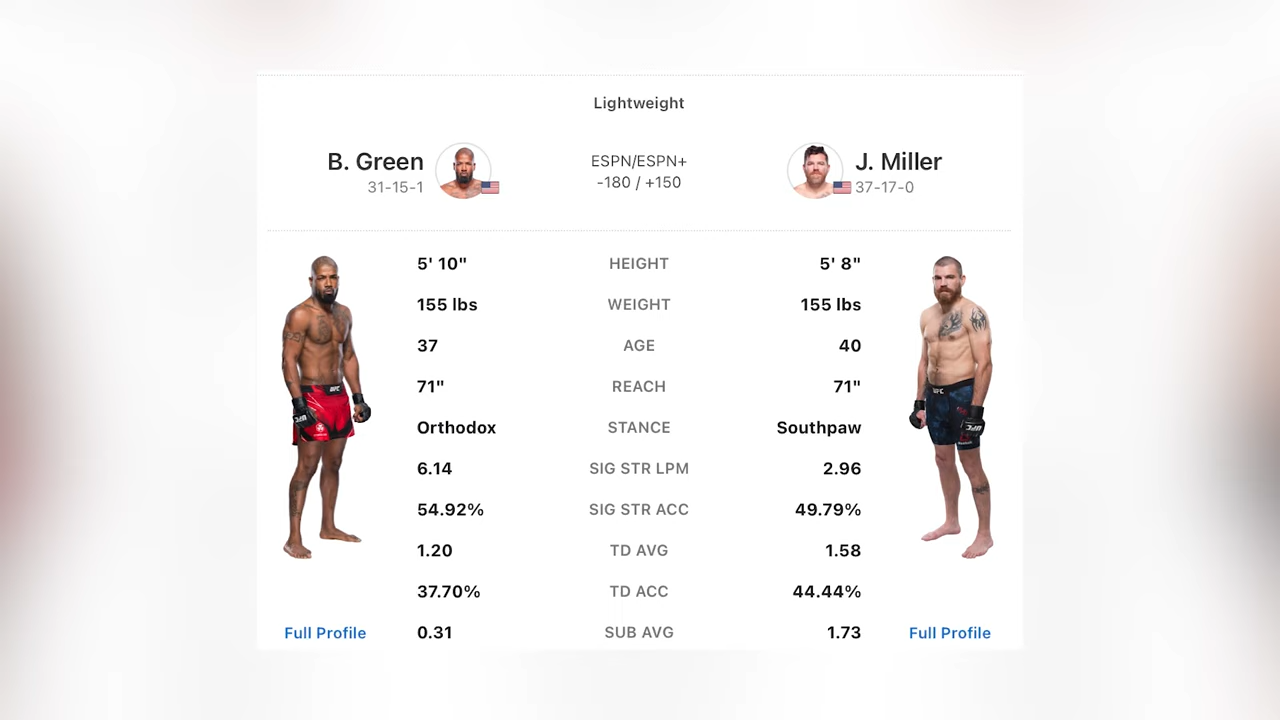 Lightweight
B. Green
31-15-1
ESPN/ESPN+
-180 / +150
J. Miller
37-17-0
5' 10" HEIGHT 5' 8"
155 lbs WEIGHT 155 lbs
37 AGE 40
71" REACH 71"
Orthodox STANCE Southpaw
6.14 SIG STR LPM 2.96
54.92% SIG STR ACC 49.79%
1.20 TD AVG 1.58
37.70% TD ACC 44.44%
Full Profile 0.31 SUB AVG 1.73 Full Profile